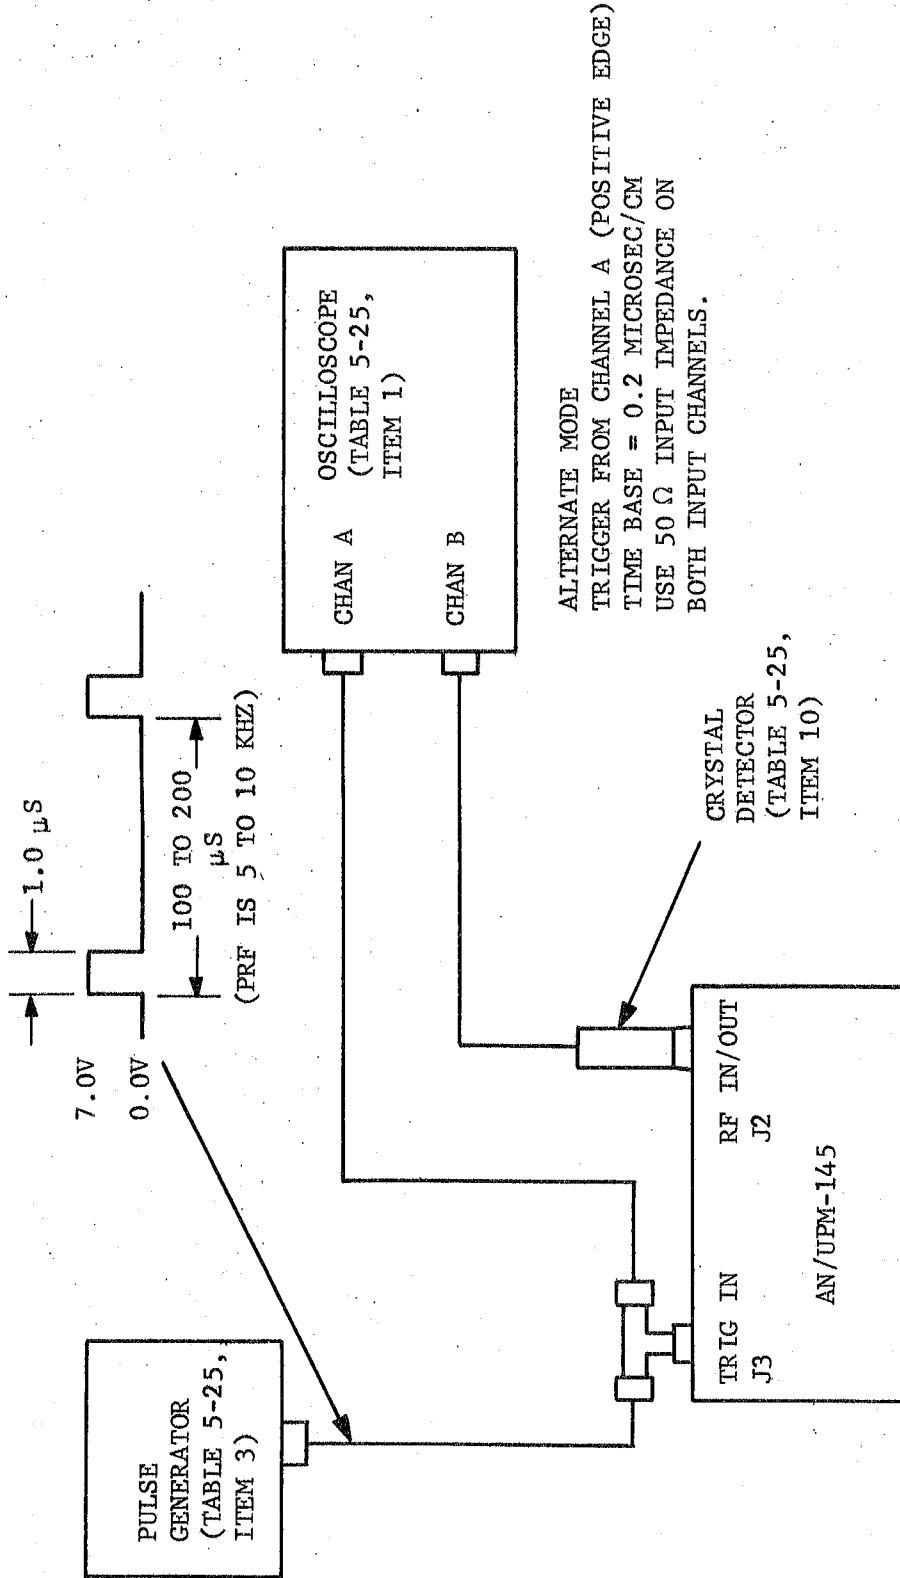 7.0V
0.0V
1.0 µS
100 TO 200
µS
(PRF IS 5 TO 10 KHZ)
PULSE
GENERATOR
(TABLE 5-25,
ITEM 3)
OSCILLOSCOPE
(TABLE 5-25,
ITEM 1)
CHAN A
CHAN B
ALTERNATE MODE
TRIGGER FROM CHANNEL A (POSITIVE EDGE)
TIME BASE = 0.2 MICROSEC/CM
USE 50 Ω INPUT IMPEDANCE ON
BOTH INPUT CHANNELS.
CRYSTAL
DETECTOR
(TABLE 5-25,
ITEM 10)
TRIG IN
J3
RF IN/OUT
J2
AN/UPM-145